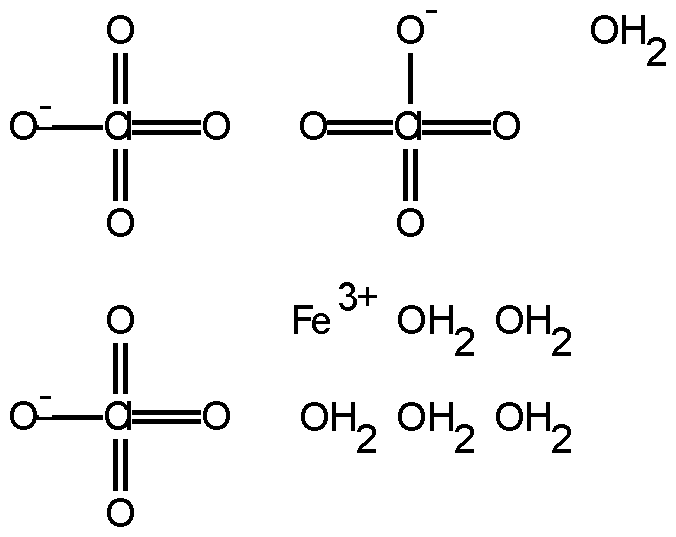 O O⁻ OH₂
O⁻ Cl O O Cl O
O O
O Fe³⁺ OH₂ OH₂
O⁻ Cl O OH₂ OH₂ OH₂
O